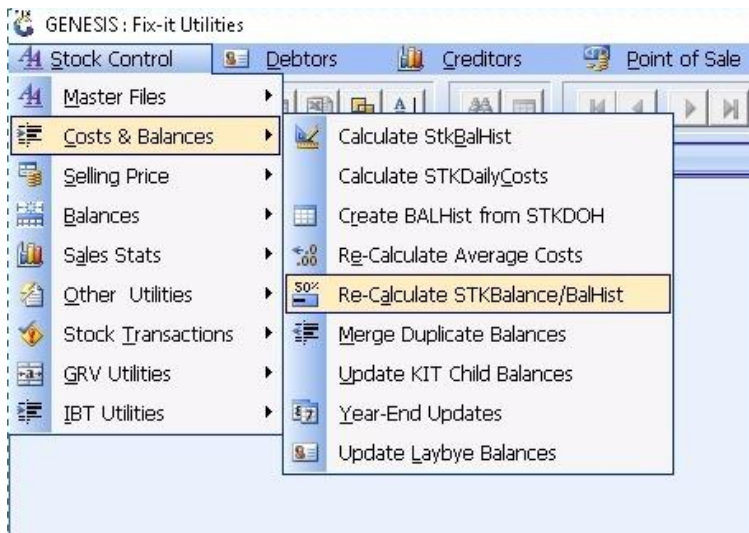 GENESIS : Fix-it Utilities
Stock Control Debtors Creditors Point of Sale
Master Files
Costs & Balances
Selling Price
Balances
Sales Stats
Other Utilities
Stock Transactions
GRV Utilities
IBT Utilities
Calculate StkBalHist
Calculate STKDailyCosts
Create BALHist from STKDOH
Re-Calculate Average Costs
Re-Calculate STKBalance/BalHist
Merge Duplicate Balances
Update KIT Child Balances
Year-End Updates
Update Laybye Balances